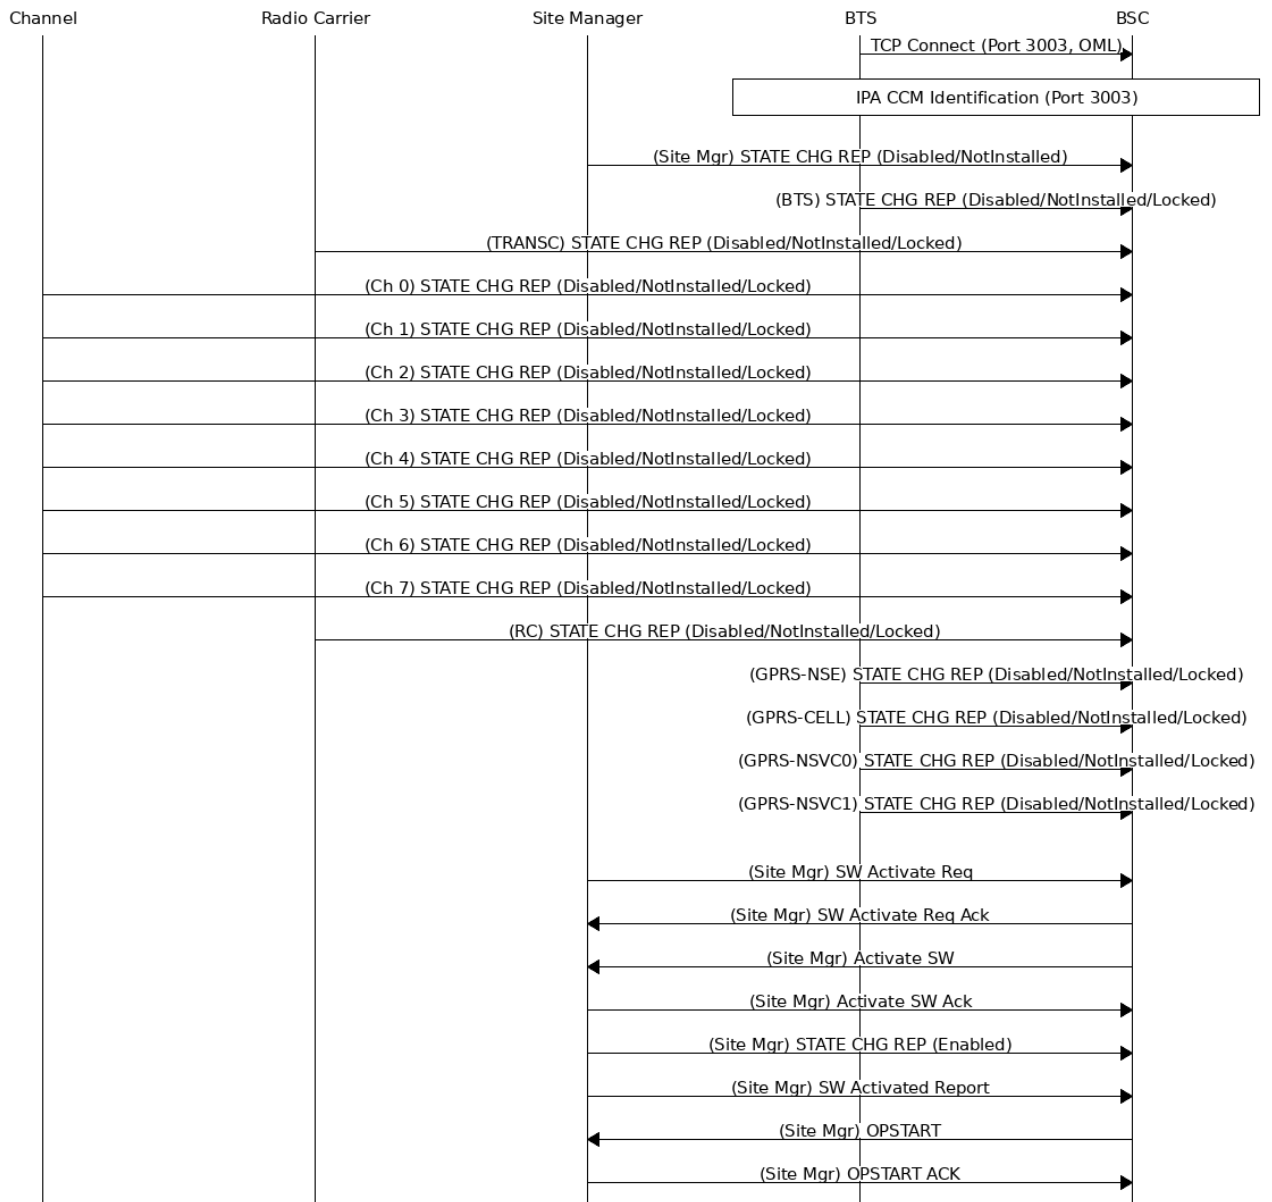 Channel Radio Carrier Site Manager BTS BSC
TCP Connect (Port 3003, OML)
IPA CCM Identification (Port 3003)
(Site Mgr) STATE CHG REP (Disabled/NotInstalled)
(BTS) STATE CHG REP (Disabled/NotInstalled/Locked)
(TRANSC) STATE CHG REP (Disabled/NotInstalled/Locked)
(Ch 0) STATE CHG REP (Disabled/NotInstalled/Locked)
(Ch 1) STATE CHG REP (Disabled/NotInstalled/Locked)
(Ch 2) STATE CHG REP (Disabled/NotInstalled/Locked)
(Ch 3) STATE CHG REP (Disabled/NotInstalled/Locked)
(Ch 4) STATE CHG REP (Disabled/NotInstalled/Locked)
(Ch 5) STATE CHG REP (Disabled/NotInstalled/Locked)
(Ch 6) STATE CHG REP (Disabled/NotInstalled/Locked)
(Ch 7) STATE CHG REP (Disabled/NotInstalled/Locked)
(RC) STATE CHG REP (Disabled/NotInstalled/Locked)
(GPRS-NSE) STATE CHG REP (Disabled/NotInstalled/Locked)
(GPRS-CELL) STATE CHG REP (Disabled/NotInstalled/Locked)
(GPRS-NSVC0) STATE CHG REP (Disabled/NotInstalled/Locked)
(GPRS-NSVC1) STATE CHG REP (Disabled/NotInstalled/Locked)
(Site Mgr) SW Activate Req
(Site Mgr) SW Activate Req Ack
(Site Mgr) Activate SW
(Site Mgr) Activate SW Ack
(Site Mgr) STATE CHG REP (Enabled)
(Site Mgr) SW Activated Report
(Site Mgr) OPSTART
(Site Mgr) OPSTART ACK